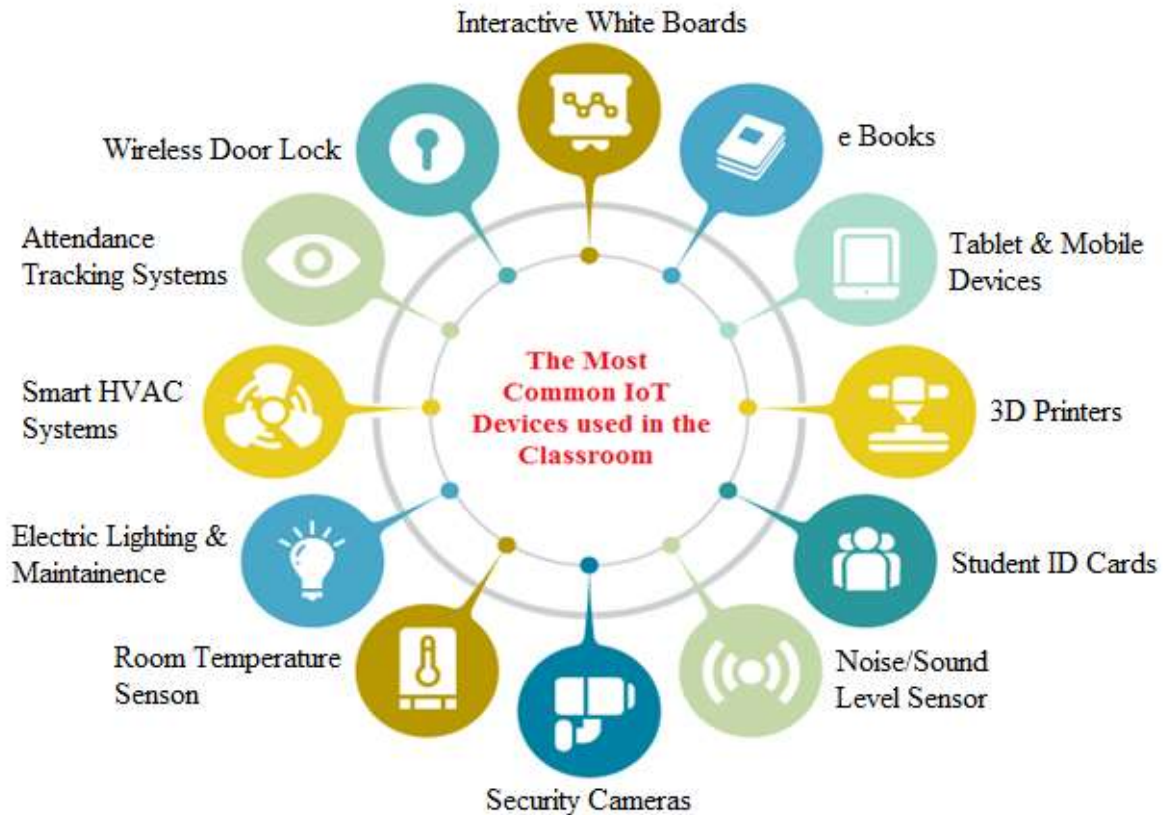 Interactive White Boards
e Books
Tablet & Mobile
Devices
3D Printers
Student ID Cards
Noise/Sound
Level Sensor
Security Cameras
Room Temperature
Senson
Electric Lighting &
Maintainence
Smart HVAC
Systems
Attendance
Tracking Systems
Wireless Door Lock
The Most
Common IoT
Devices used in the
Classroom